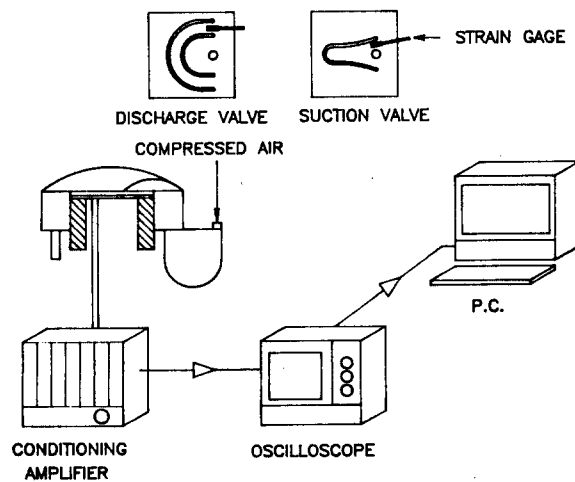 STRAIN GAGE
DISCHARGE VALVE
SUCTION VALVE
COMPRESSED AIR
P.C.
CONDITIONING
AMPLIFIER
OSCILLOSCOPE